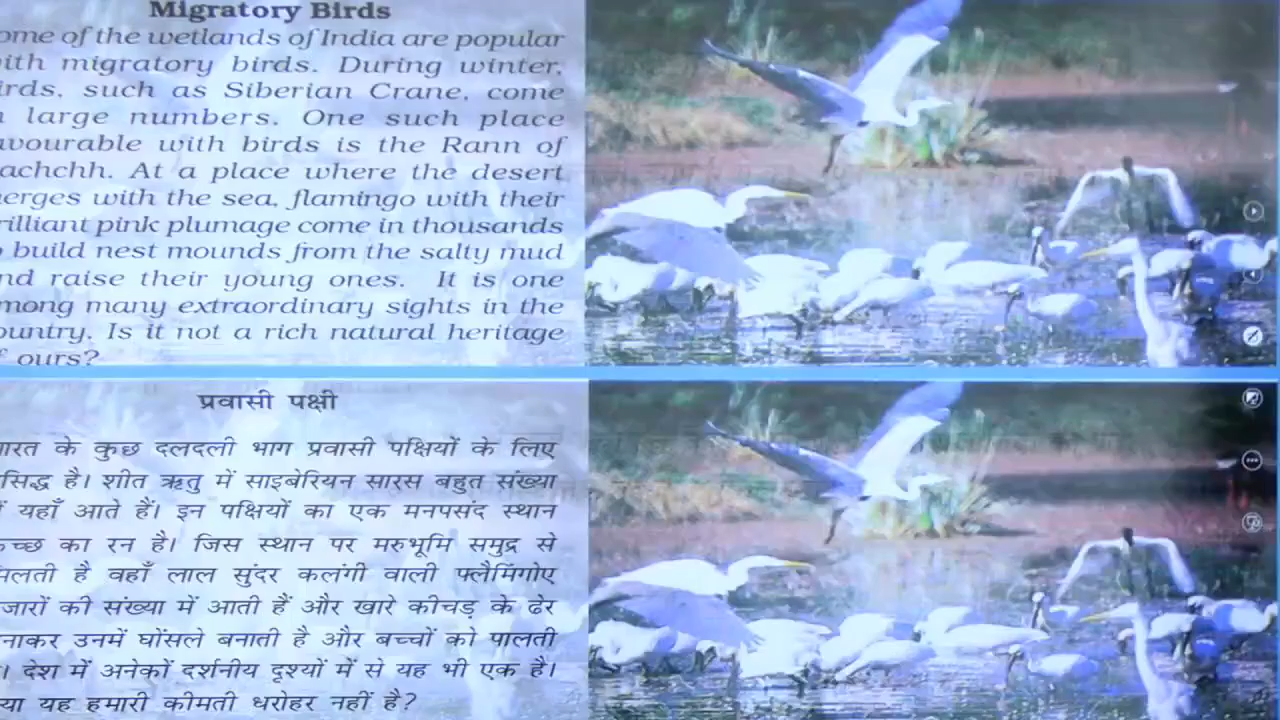 Migratory Birds
ome of the wetlands of India are popular
ith migratory birds. During winter,
irds, such as Siberian Crane, come
large numbers. One such place
avourable with birds is the Rann of
achchh. At a place where the desert
erges with the sea, flamingo with their
rilliant pink plumage come in thousands
build nest mounds from the salty mud
nd raise their young ones. It is one
mong many extraordinary sights in the
ountry. Is it not a rich natural heritage
ours?
प्रवासी पक्षी
ारत के कुछ दलदली भाग प्रवासी पक्षियों के लिए
सिद्ध है। शीत ऋतु में साइबेरियन सारस बहुत संख्या
यहाँ आते हैं। इन पक्षियों का एक मनपसंद स्थान
च्छ का रन है। जिस स्थान पर मरुभूमि समुद्र से
मिलती है वहाँ लाल सुंदर कलंगी वाली फ्लैमिंगोए
जारों की संख्या में आती हैं और खारे कीचड़ के ढेर
नाकर उनमें घोंसले बनाती है और बच्चों को पालती
। देश में अनेकों दर्शनीय दृश्यों में से यह भी एक है।
या यह हमारी कीमती धरोहर नहीं है?